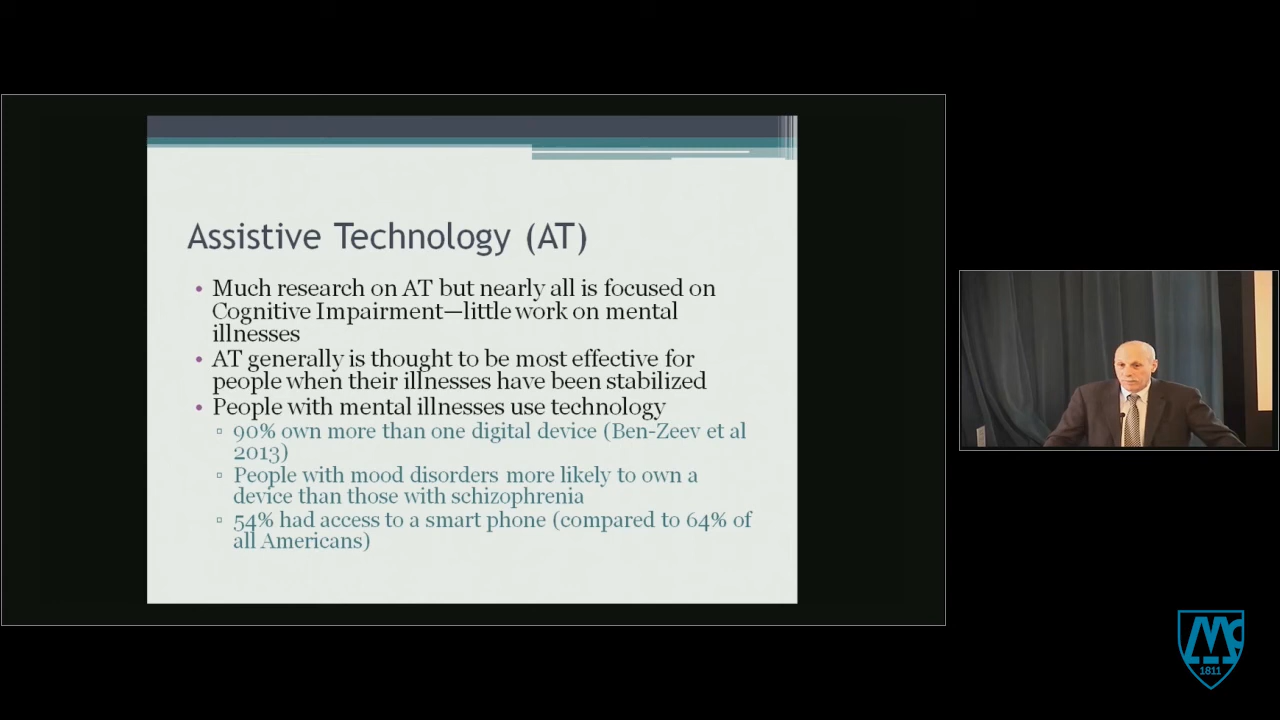 Assistive Technology (AT)
• Much research on AT but nearly all is focused on
Cognitive Impairment—little work on mental
illnesses
• AT generally is thought to be most effective for
people when their illnesses have been stabilized
• People with mental illnesses use technology
▫ 90% own more than one digital device (Ben-Zeev et al
2013)
▫ People with mood disorders more likely to own a
device than those with schizophrenia
▫ 54% had access to a smart phone (compared to 64% of
all Americans)
Mc
1811